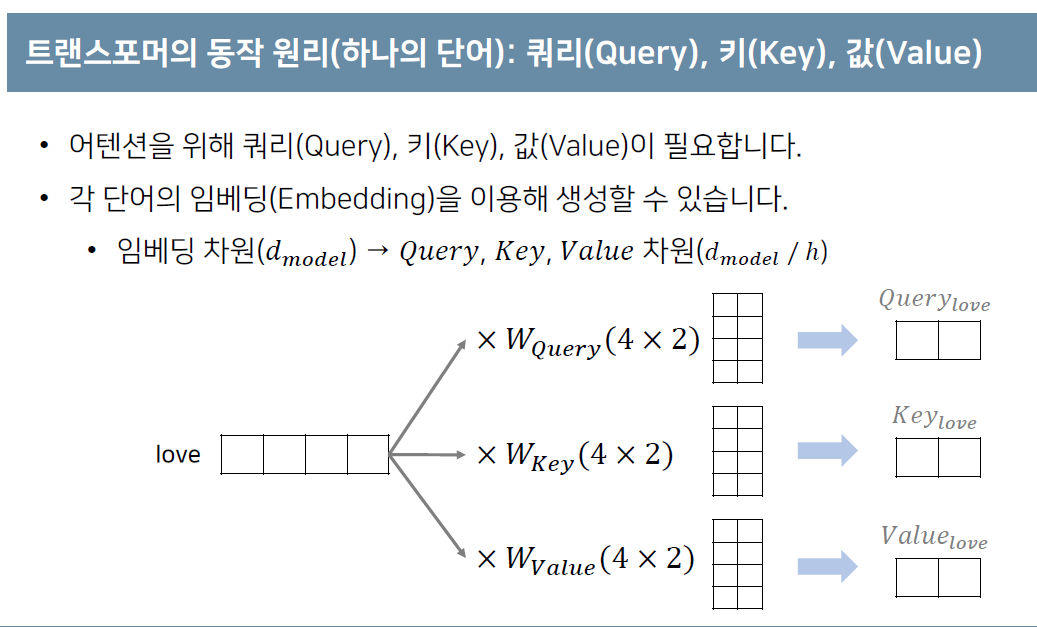 트랜스포머의 동작 원리(하나의 단어): 쿼리(Query), 키(Key), 값(Value)
• 어텐션을 위해 쿼리(Query), 키(Key), 값(Value)이 필요합니다.
• 각 단어의 임베딩(Embedding)을 이용해 생성할 수 있습니다.
• 임베딩 차원(d_model) → Query, Key, Value 차원(d_model / h)
× W_Query(4 × 2)
Query_love
love
× W_Key(4 × 2)
Key_love
× W_Value(4 × 2)
Value_love